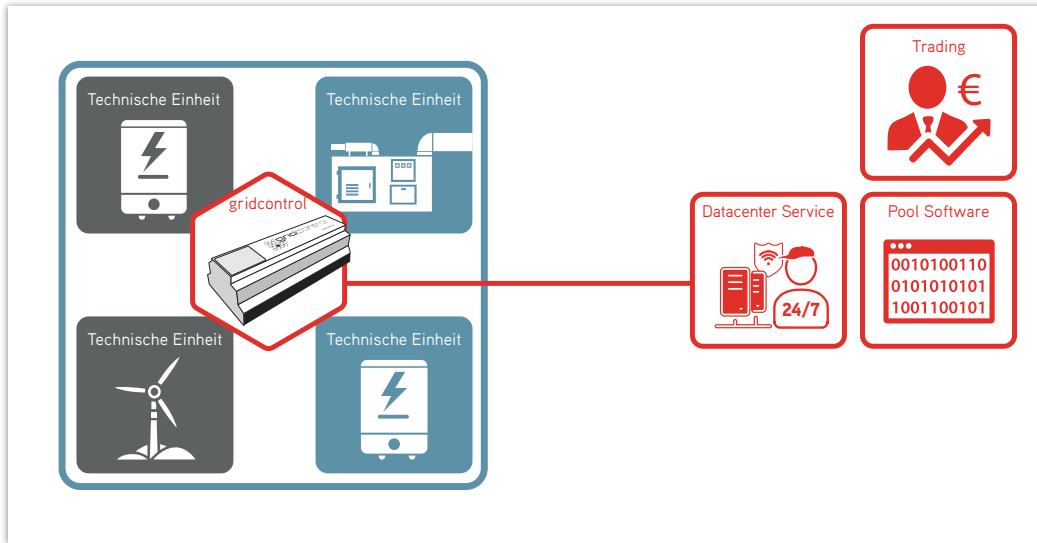 Trading
€
Technische Einheit
Technische Einheit
gridcontrol
gridcontrol
Datacenter Service
24/7
Pool Software
0010100110
0101010101
1001100101
Technische Einheit
Technische Einheit